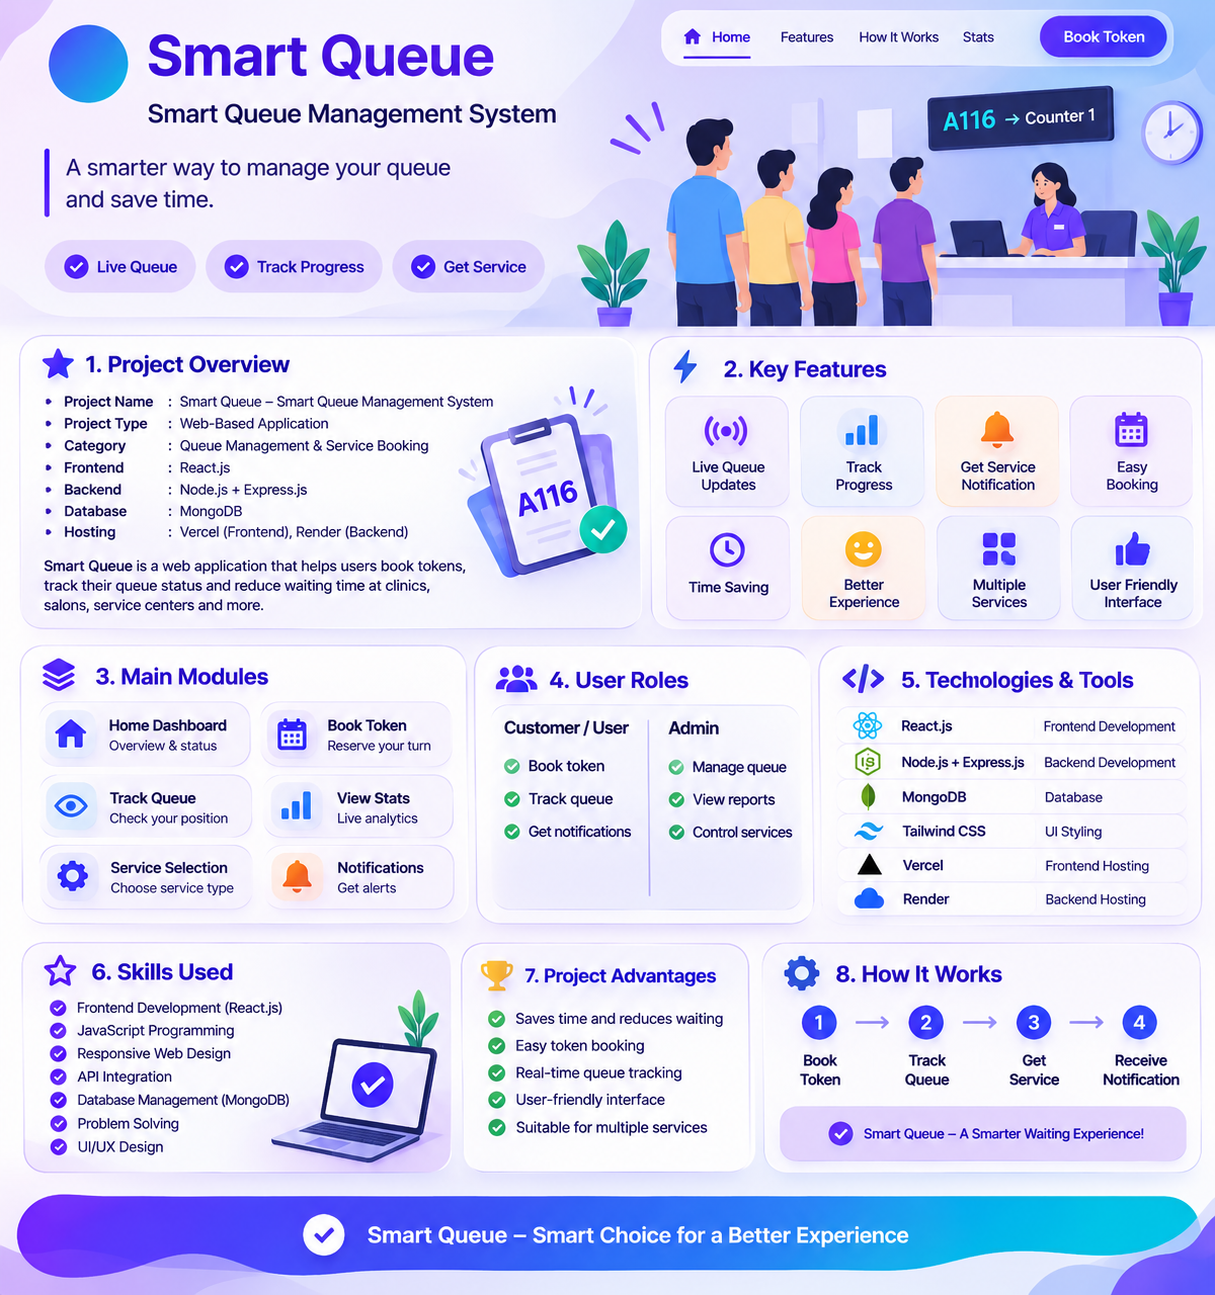 Smart Queue
Smart Queue Management System
A smarter way to manage your queue
and save time.
Live Queue
Track Progress
Get Service
Home
Features
How It Works
Stats
Book Token
A116 → Counter 1
1. Project Overview
• Project Name : Smart Queue – Smart Queue Management System
• Project Type : Web-Based Application
• Category : Queue Management & Service Booking
• Frontend : React.js
• Backend : Node.js + Express.js
• Database : MongoDB
• Hosting : Vercel (Frontend), Render (Backend)
Smart Queue is a web application that helps users book tokens,
track their queue status and reduce waiting time at clinics,
salons, service centers and more.
A116
2. Key Features
Live Queue
Updates
Track
Progress
Get Service
Notification
Easy
Booking
Time Saving
Better
Experience
Multiple
Services
User Friendly
Interface
3. Main Modules
Home Dashboard
Overview & status
Book Token
Reserve your turn
Track Queue
Check your position
View Stats
Live analytics
Service Selection
Choose service type
Notifications
Get alerts
4. User Roles
Customer / User
Book token
Track queue
Get notifications
Admin
Manage queue
View reports
Control services
5. Technologies & Tools
React.js Frontend Development
Node.js + Express.js Backend Development
MongoDB Database
Tailwind CSS UI Styling
Vercel Frontend Hosting
Render Backend Hosting
6. Skills Used
Frontend Development (React.js)
JavaScript Programming
Responsive Web Design
API Integration
Database Management (MongoDB)
Problem Solving
UI/UX Design
7. Project Advantages
Saves time and reduces waiting
Easy token booking
Real-time queue tracking
User-friendly interface
Suitable for multiple services
8. How It Works
1
Book
Token
2
Track
Queue
3
Get
Service
4
Receive
Notification
Smart Queue – A Smarter Waiting Experience!
Smart Queue – Smart Choice for a Better Experience